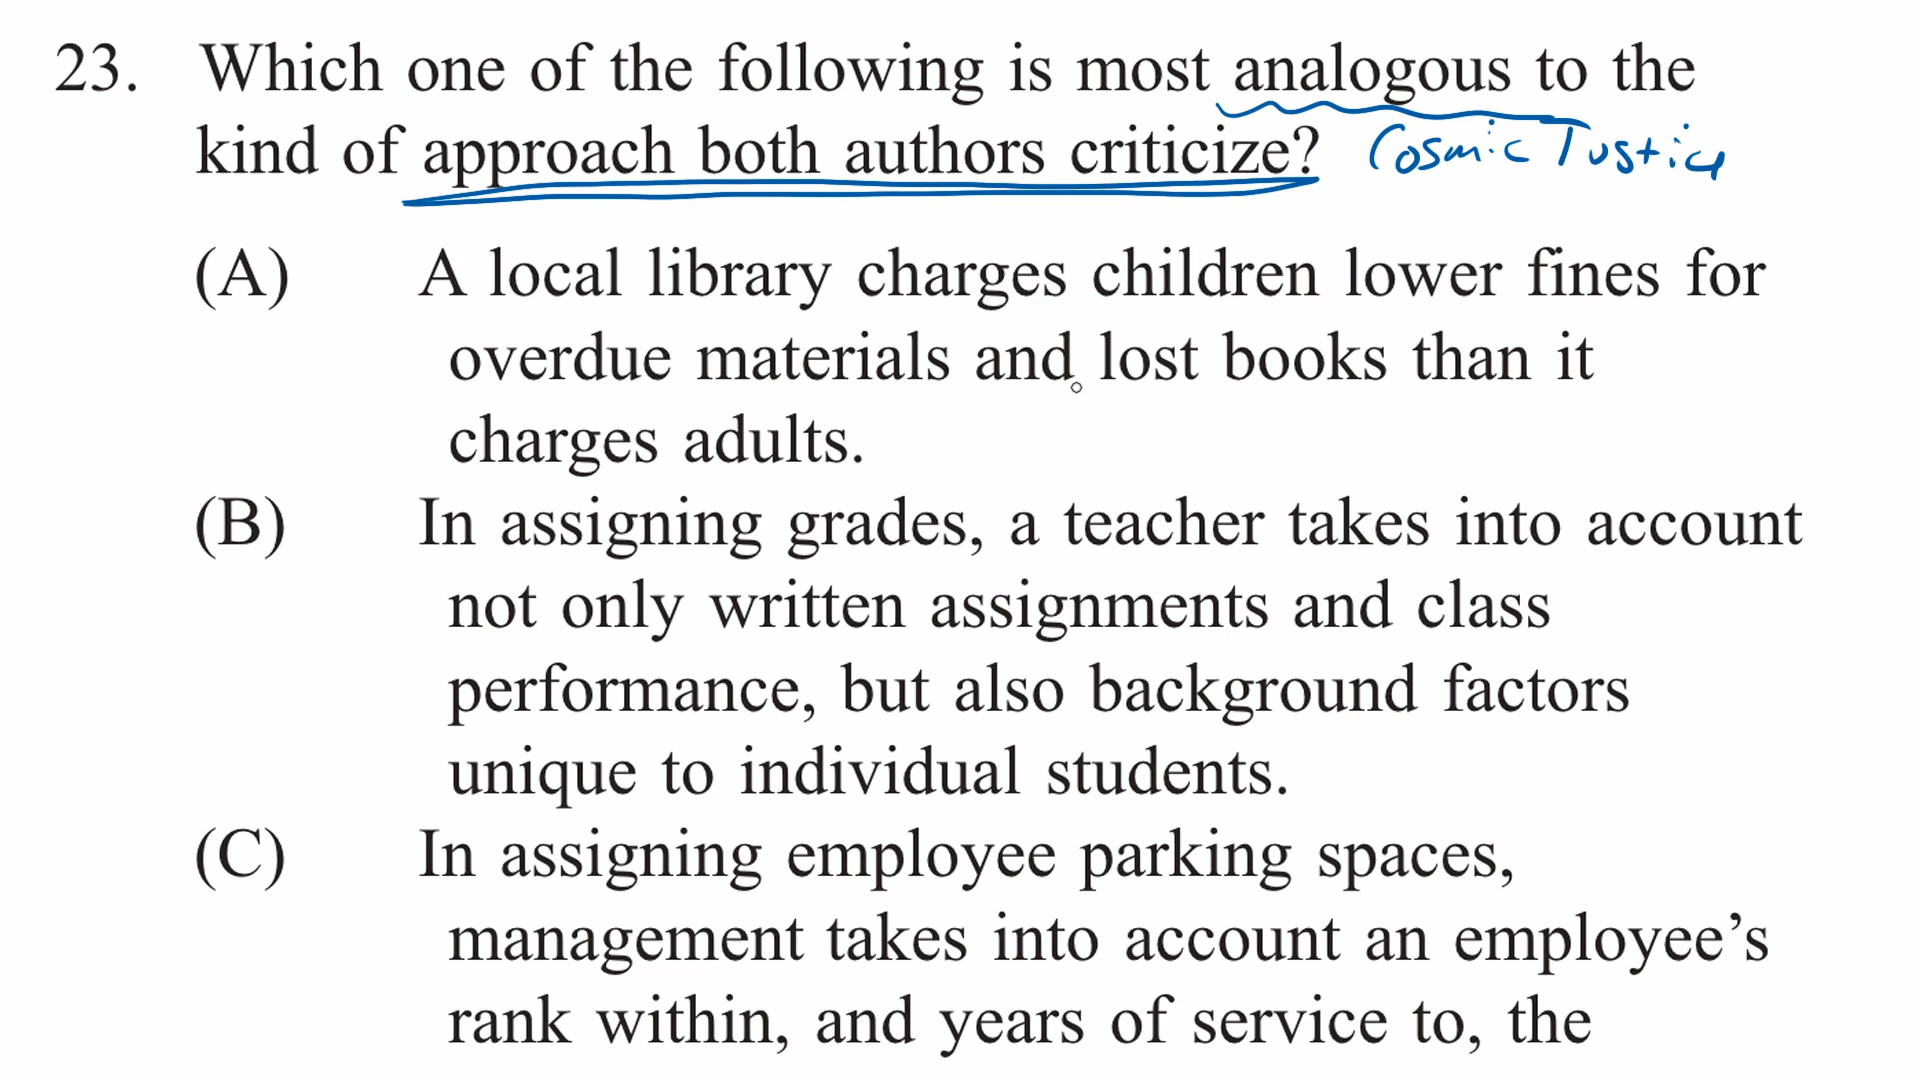 23. Which one of the following is most analogous to the
kind of approach both authors criticize? Cosmic Justice
(A) A local library charges children lower fines for
overdue materials and lost books than it
charges adults.
(B) In assigning grades, a teacher takes into account
not only written assignments and class
performance, but also background factors
unique to individual students.
(C) In assigning employee parking spaces,
management takes into account an employee’s
rank within, and years of service to, the